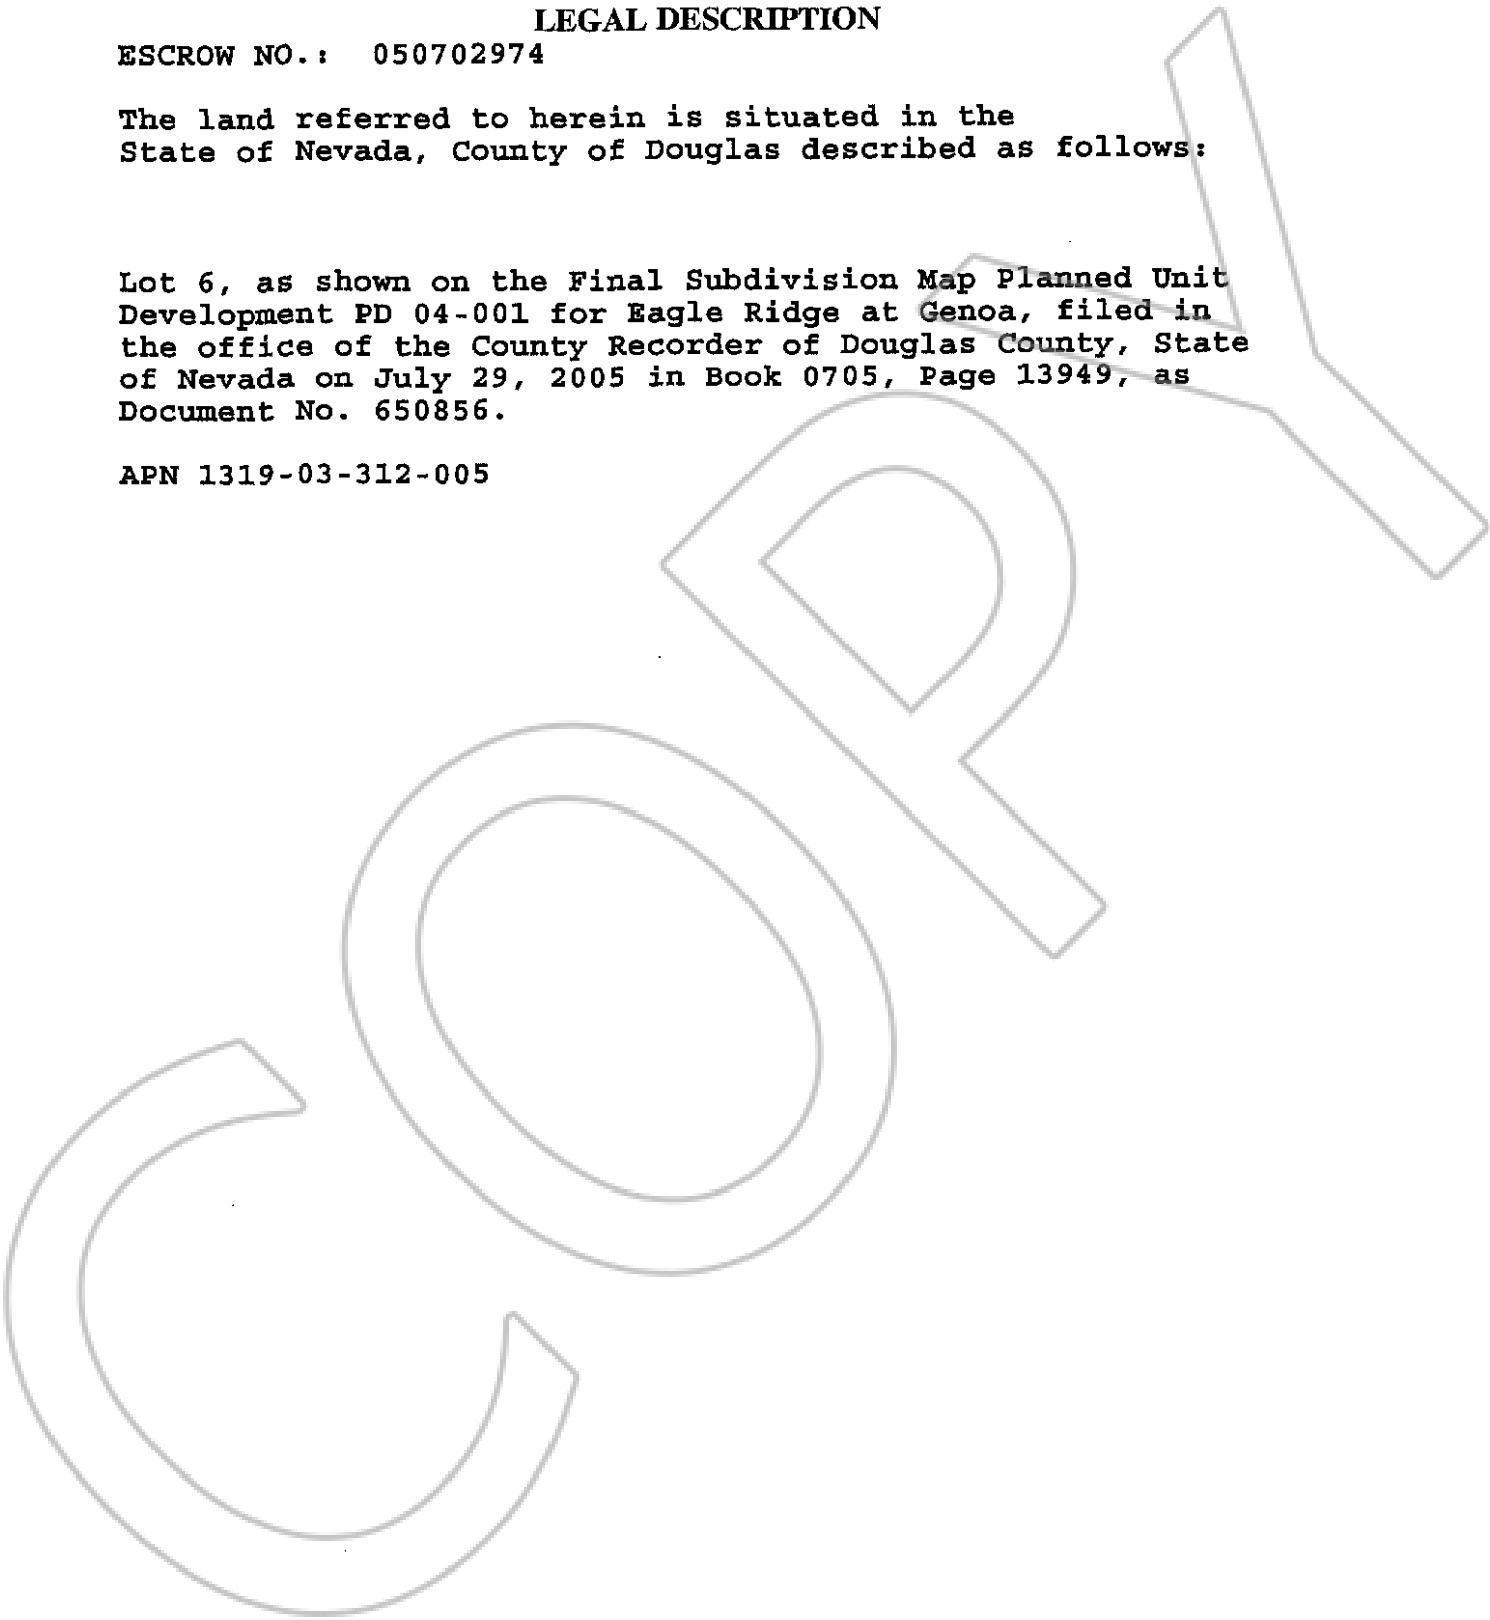 LEGAL DESCRIPTION
ESCROW NO.: 050702974
The land referred to herein is situated in the
State of Nevada, County of Douglas described as follows:
Lot 6, as shown on the Final Subdivision Map Planned Unit
Development PD 04-001 for Eagle Ridge at Genoa, filed in
the office of the County Recorder of Douglas County, State
of Nevada on July 29, 2005 in Book 0705, Page 13949, as
Document No. 650856.
APN 1319-03-312-005
COPY